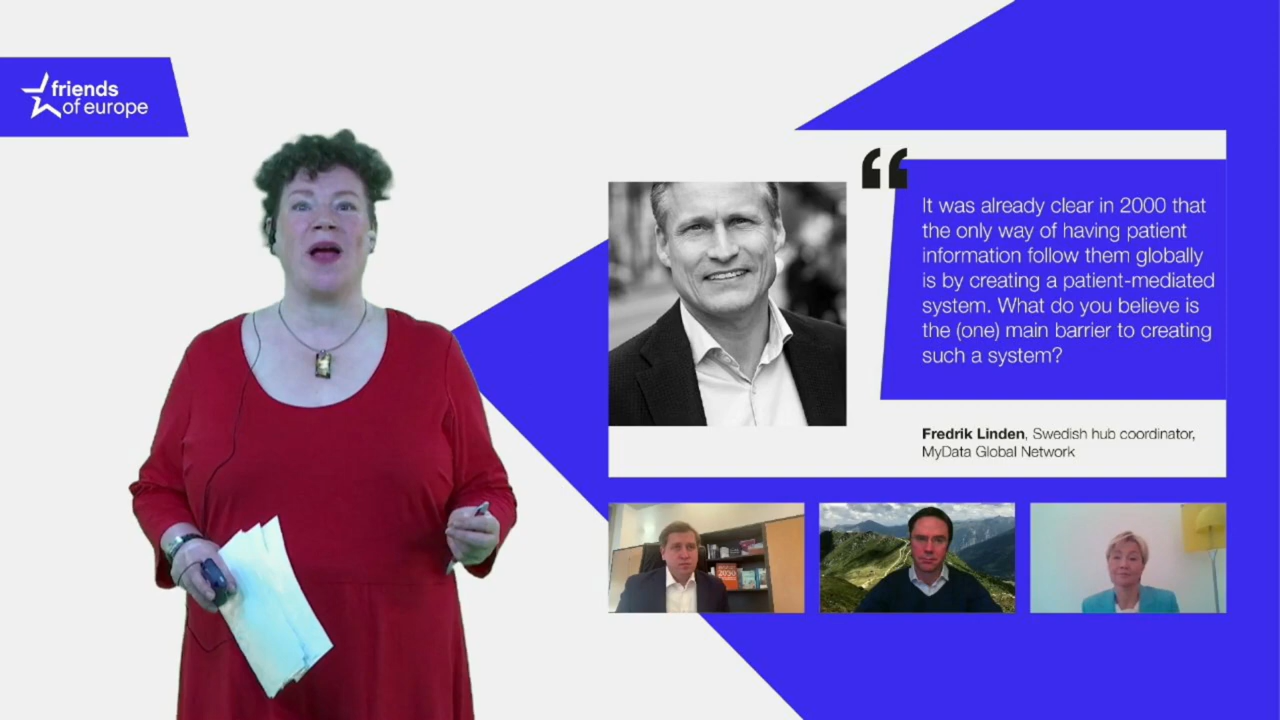 friends
of europe
“
It was already clear in 2000 that
the only way of having patient
information follow them globally
is by creating a patient-mediated
system. What do you believe is
the (one) main barrier to creating
such a system?
Fredrik Linden, Swedish hub coordinator,
MyData Global Network
2030